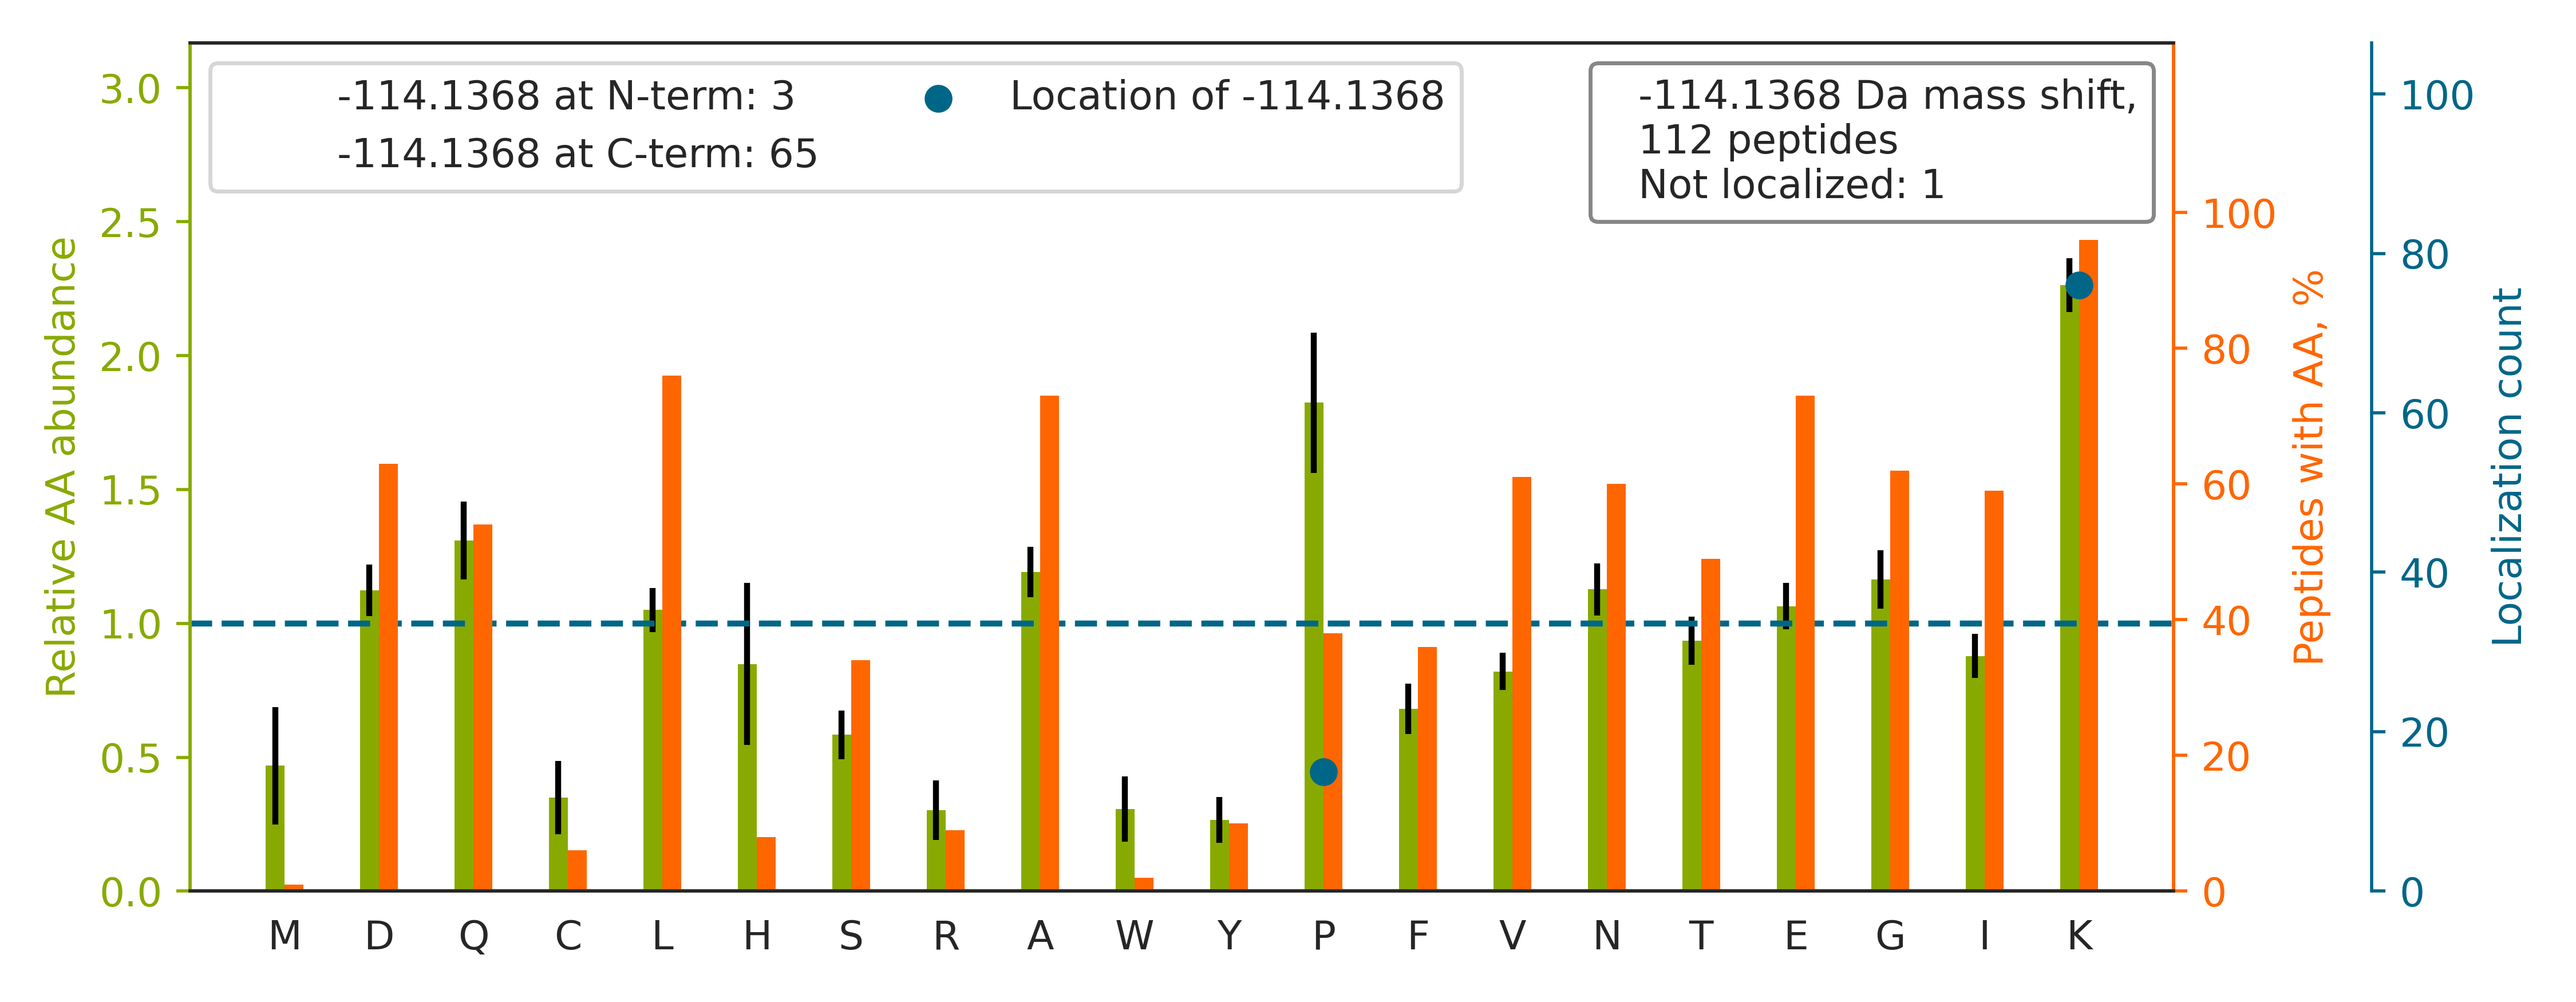 -114.1368 at N-term: 3
-114.1368 at C-term: 65
Location of -114.1368
-114.1368 Da mass shift,
112 peptides
Not localized: 1
Relative AA abundance
3.0
2.5
2.0
1.5
1.0
0.5
0.0
M D Q C L H S R A W Y P F V N T E G I K
100
80
60
40
20
0
Peptides with AA, %
100
80
60
40
20
0
Localization count